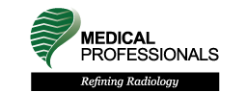 MEDICAL
PROFESSIONALS
Refining Radiology